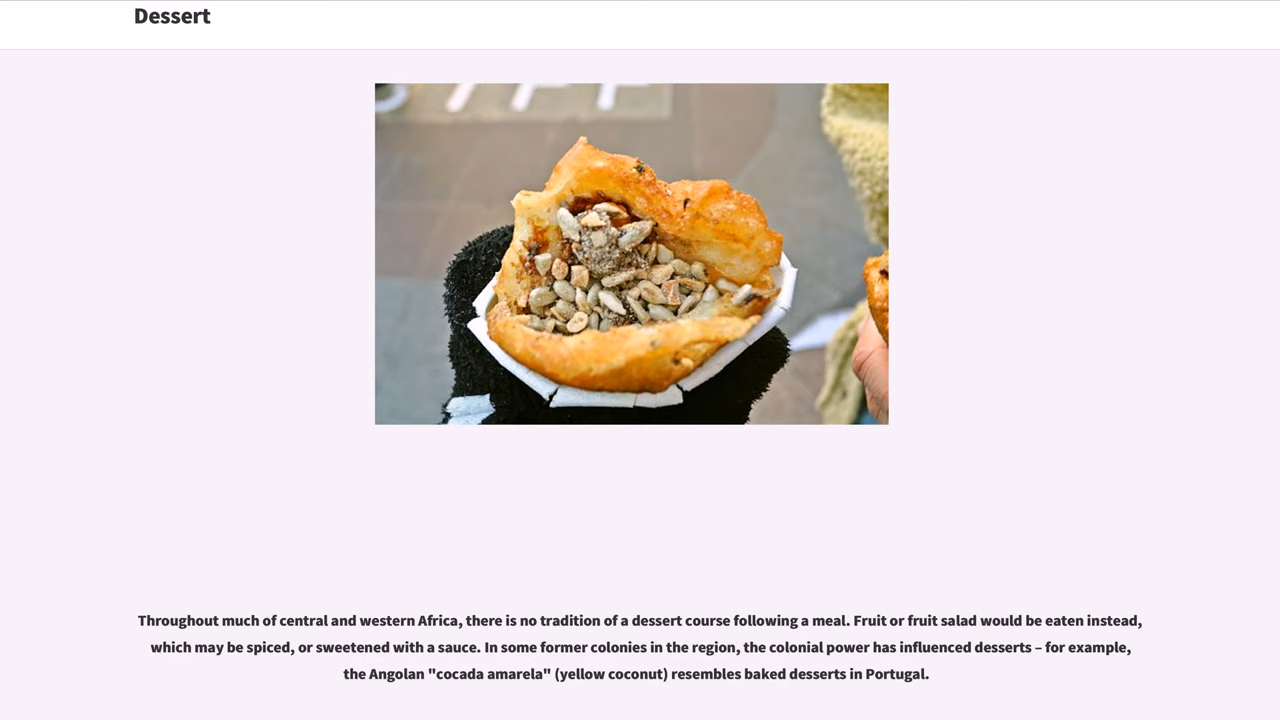 Dessert
Throughout much of central and western Africa, there is no tradition of a dessert course following a meal. Fruit or fruit salad would be eaten instead,
which may be spiced, or sweetened with a sauce. In some former colonies in the region, the colonial power has influenced desserts – for example,
the Angolan "cocada amarela" (yellow coconut) resembles baked desserts in Portugal.